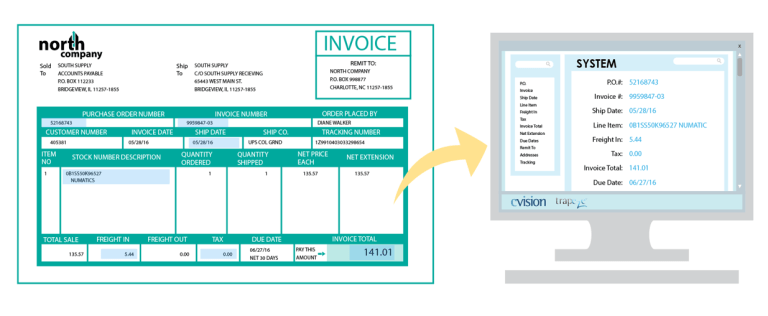 north
company
INVOICE
Sold To
SOUTH SUPPLY
ACCOUNTS PAYABLE
P.O. BOX 112233
BRIDGEVIEW, IL 11257-1855
Ship To
SOUTH SUPPLY
C/O SOUTH SUPPLY RECIEVING
65443 WEST MAIN ST.
BRIDGEVIEW, IL 11257-1855
REMIT TO:
NORTH COMPANY
P.O. BOX 998877
CHARLOTTE, NC 11257-1855
PURCHASE ORDER NUMBER INVOICE NUMBER ORDER PLACED BY
52168743 9959847-03 DIANE WALKER
CUSTOMER NUMBER INVOICE DATE SHIP DATE SHIP CO. TRACKING NUMBER
405361 05/28/16 05/28/16 UPS COL GRND 1Z9910403033298654
ITEM NO STOCK NUMBER DESCRIPTION QUANTITY ORDERED QUANTITY SHIPPED NET PRICE EACH NET EXTENSION
1 0B15550K96527 1 1 135.57 135.57
NUMATICS
TOTAL SALE FREIGHT IN FREIGHT OUT TAX DUE DATE INVOICE TOTAL
135.57 5.44 0.00 0.00 06/27/16 NET 30 DAYS PAY THIS AMOUNT 141.01
SYSTEM
x
P.O.
Invoice
Ship Date
Line Item
Freight In
Tax
Invoice Total
Net Extension
Due Dates
Remit To
Addresses
Tracking
P.O.#: 52168743
Invoice #: 9959847-03
Ship Date: 05/28/16
Line Item: 0B15550K96527 NUMATIC
Freight In: 5.44
Tax: 0.00
Invoice Total: 141.01
Due Date: 06/27/16
cvision